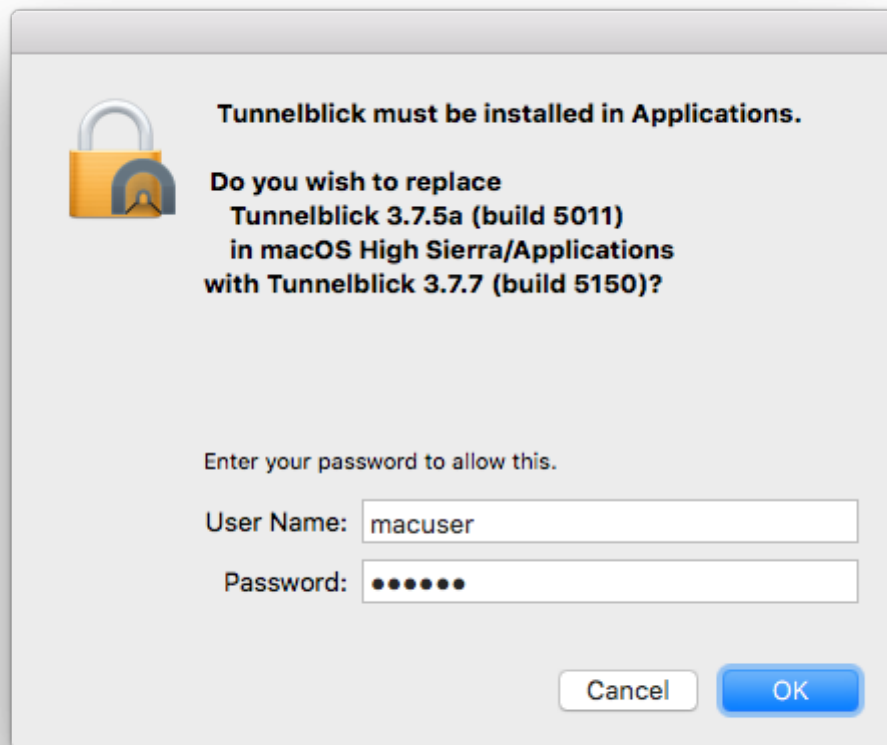 Tunnelblick must be installed in Applications.
Do you wish to replace
Tunnelblick 3.7.5a (build 5011)
in macOS High Sierra/Applications
with Tunnelblick 3.7.7 (build 5150)?
Enter your password to allow this.
User Name: macuser
Password: ●●●●●●
Cancel OK